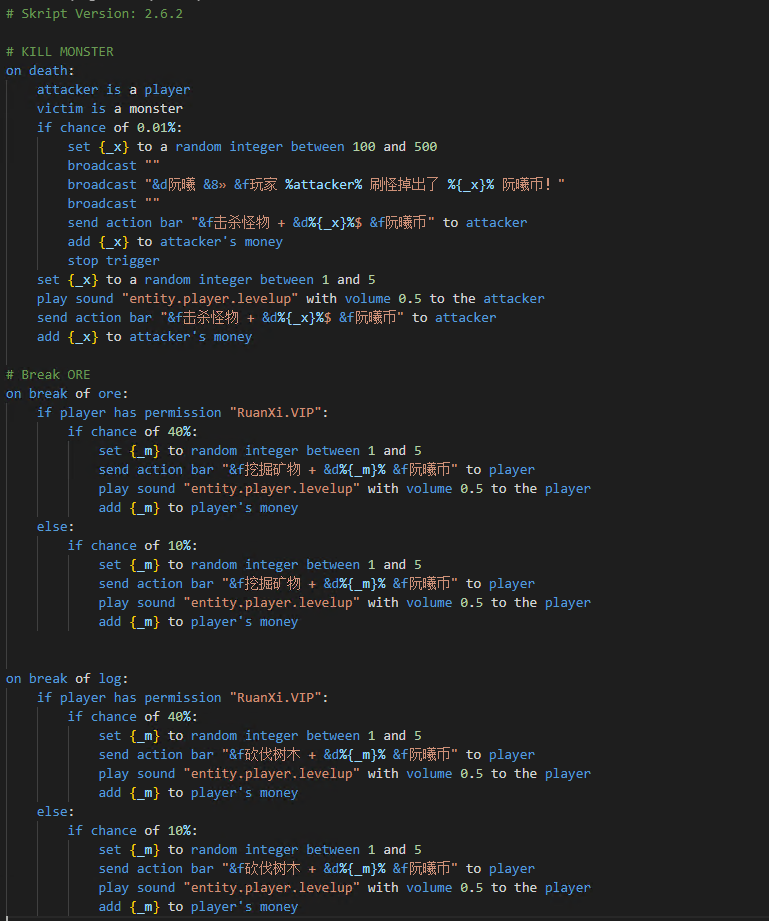 # Skript Version: 2.6.2
# KILL MONSTER
on death:
attacker is a player
victim is a monster
if chance of 0.01%:
set {_x} to a random integer between 100 and 500
broadcast ""
broadcast "&d阮曦 &8» &f玩家 %attacker% 刷怪掉出了 %{_x}% 阮曦币! "
broadcast ""
send action bar "&f击杀怪物 + &d%{_x}%$ &f阮曦币" to attacker
add {_x} to attacker's money
stop trigger
set {_x} to a random integer between 1 and 5
play sound "entity.player.levelup" with volume 0.5 to the attacker
send action bar "&f击杀怪物 + &d%{_x}%$ &f阮曦币" to attacker
add {_x} to attacker's money
# Break ORE
on break of ore:
if player has permission "RuanXi.VIP":
if chance of 40%:
set {_m} to random integer between 1 and 5
send action bar "&f挖掘矿物 + &d%{_m}% &f阮曦币" to player
play sound "entity.player.levelup" with volume 0.5 to the player
add {_m} to player's money
else:
if chance of 10%:
set {_m} to random integer between 1 and 5
send action bar "&f挖掘矿物 + &d%{_m}% &f阮曦币" to player
play sound "entity.player.levelup" with volume 0.5 to the player
add {_m} to player's money
on break of log:
if player has permission "RuanXi.VIP":
if chance of 40%:
set {_m} to random integer between 1 and 5
send action bar "&f砍伐树木 + &d%{_m}% &f阮曦币" to player
play sound "entity.player.levelup" with volume 0.5 to the player
add {_m} to player's money
else:
if chance of 10%:
set {_m} to random integer between 1 and 5
send action bar "&f砍伐树木 + &d%{_m}% &f阮曦币" to player
play sound "entity.player.levelup" with volume 0.5 to the player
add {_m} to player's money